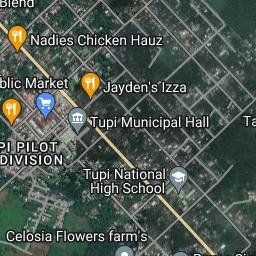 Blend
Nadies Chicken Hauz
blic Market
Jayden's Izza
Tupi Municipal Hall
Ta
PI PILOT
DIVISION
Tupi National
High School
Celosia Flowers farm's